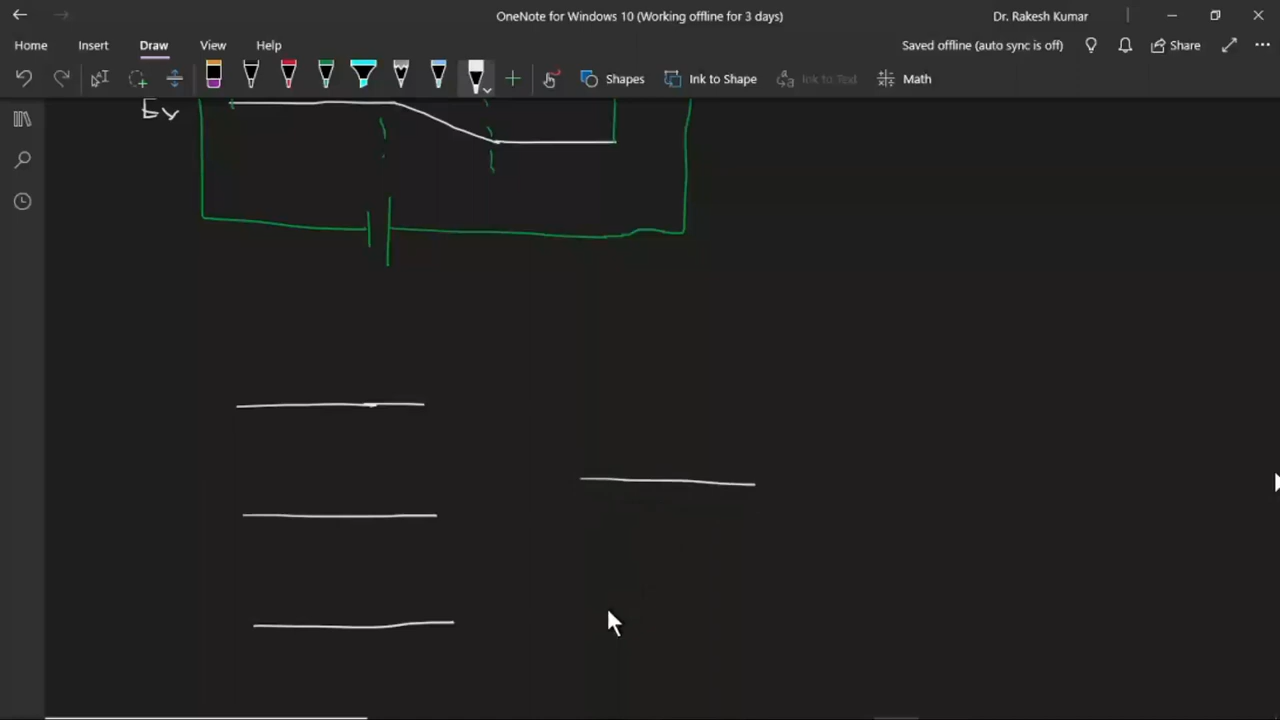 OneNote for Windows 10 (Working offline for 3 days)
Dr. Rakesh Kumar
Home Insert Draw View Help
Saved offline (auto sync is off)
Share
Shapes
Ink to Shape
Ink to Text
Math
Ev